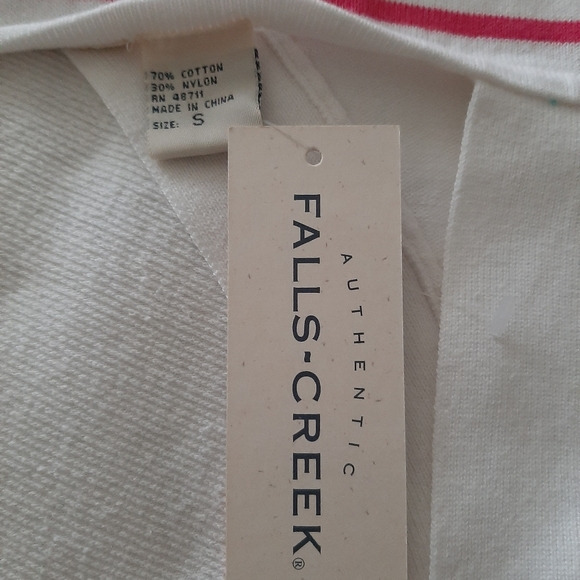 70% COTTON
30% NYLON
RN 48711
MADE IN CHINA
SIZE: S
AUTHENTIC
FALLS-CREEK®